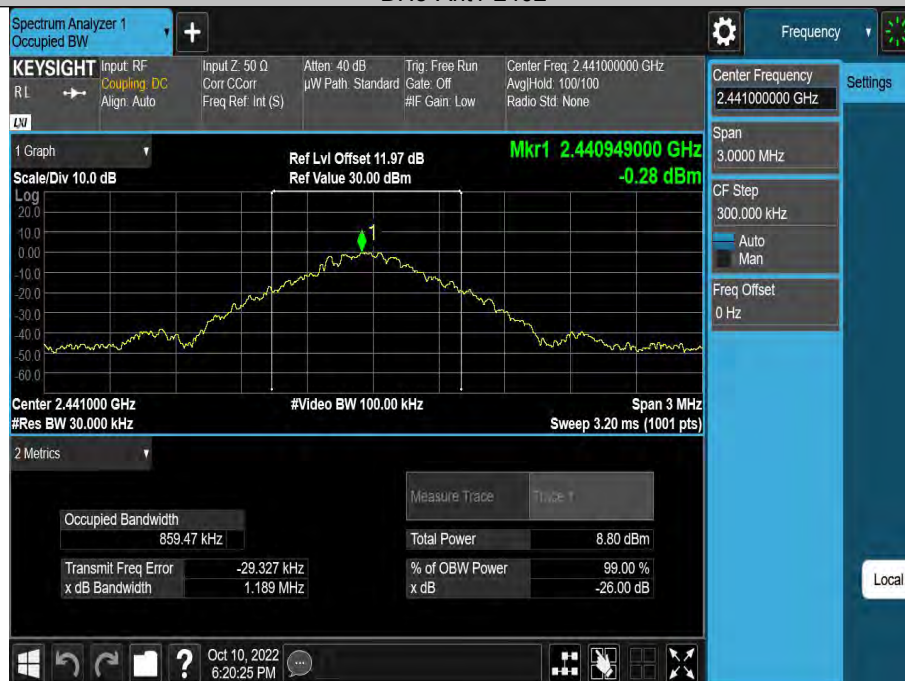 Spectrum Analyzer 1
Occupied BW
+
Frequency
KEYSIGHT
RL
LXI
Input: RF
Coupling: DC
Align: Auto
Input Z: 50 Ω
Corr CCorr
Freq Ref: Int (S)
Atten: 40 dB
µW Path: Standard
Trig: Free Run
Gate: Off
#IF Gain: Low
Center Freq: 2.441000000 GHz
Avg|Hold: 100/100
Radio Std: None
Center Frequency
2.441000000 GHz
Settings
Span
3.0000 MHz
CF Step
300.000 kHz
Auto
Man
Freq Offset
0 Hz
1 Graph
Scale/Div 10.0 dB
Ref Lvl Offset 11.97 dB
Ref Value 30.00 dBm
Mkr1 2.440949000 GHz
-0.28 dBm
Log
20.0
10.0
0.00
-10.0
-20.0
-30.0
-40.0
-50.0
-60.0
1
Center 2.441000 GHz
#Res BW 30.000 kHz
#Video BW 100.00 kHz
Span 3 MHz
Sweep 3.20 ms (1001 pts)
2 Metrics
Measure Trace
Trace 1
Occupied Bandwidth
859.47 kHz
Total Power 8.80 dBm
Transmit Freq Error -29.327 kHz
% of OBW Power 99.00 %
x dB Bandwidth 1.189 MHz
x dB -26.00 dB
Local
?
Oct 10, 2022
6:20:25 PM